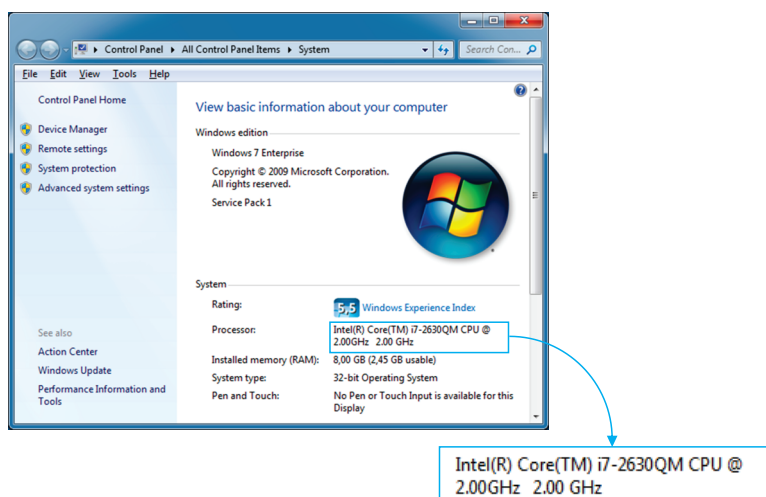 Control Panel ▸ All Control Panel Items ▸ System
Search Con...
File Edit View Tools Help
Control Panel Home
Device Manager
Remote settings
System protection
Advanced system settings
See also
Action Center
Windows Update
Performance Information and
Tools
View basic information about your computer
Windows edition
Windows 7 Enterprise
Copyright © 2009 Microsoft Corporation.
All rights reserved.
Service Pack 1
System
Rating: 5,5 Windows Experience Index
Processor: Intel(R) Core(TM) i7-2630QM CPU @
2.00GHz 2.00 GHz
Installed memory (RAM): 8,00 GB (2,45 GB usable)
System type: 32-bit Operating System
Pen and Touch: No Pen or Touch Input is available for this
Display
Intel(R) Core(TM) i7-2630QM CPU @
2.00GHz 2.00 GHz